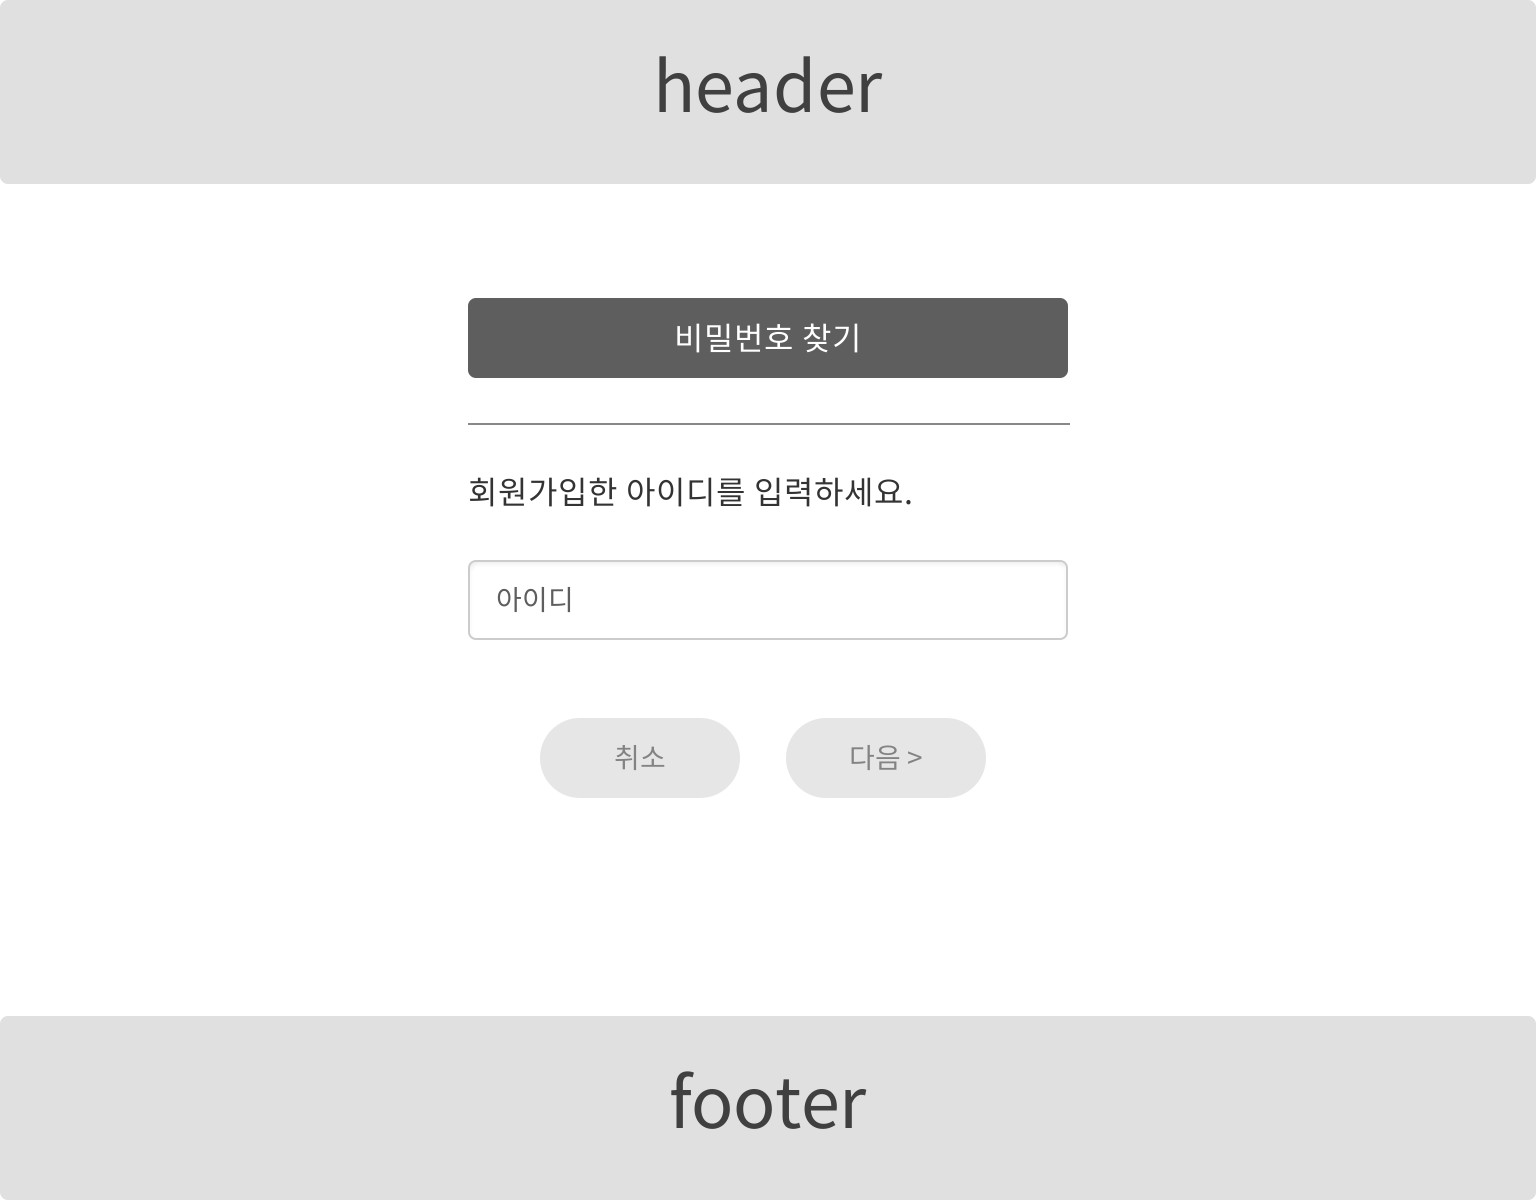 header
비밀번호 찾기
회원가입한 아이디를 입력하세요.
아이디
취소
다음 >
footer